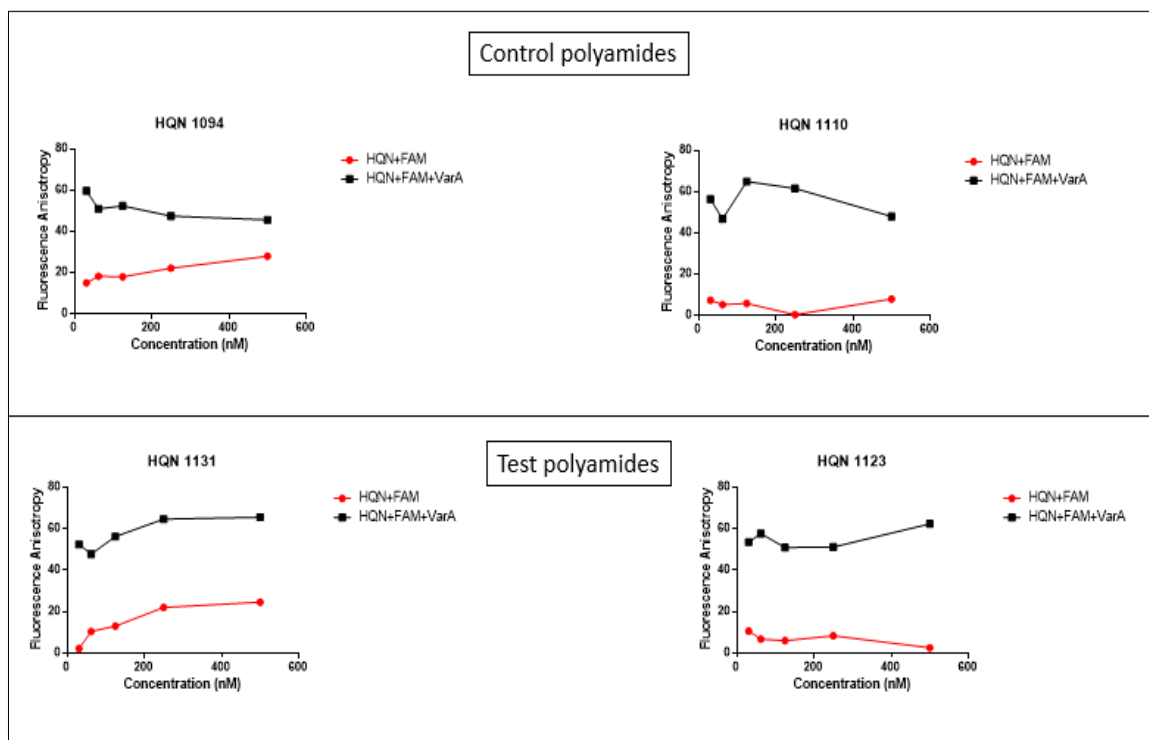 Control polyamides
HQN 1094
80
60
40
20
0
0 200 400 600
Fluorescence Anisotropy
Concentration (nM)
HQN+FAM
HQN+FAM+VarA
HQN 1110
80
60
40
20
0
0 200 400 600
Fluorescence Anisotropy
Concentration (nM)
HQN+FAM
HQN+FAM+VarA
Test polyamides
HQN 1131
80
60
40
20
0
0 200 400 600
Fluorescence Anisotropy
Concentration (nM)
HQN+FAM
HQN+FAM+VarA
HQN 1123
80
60
40
20
0
0 200 400 600
Fluorescence Anisotropy
Concentration (nM)
HQN+FAM
HQN+FAM+VarA